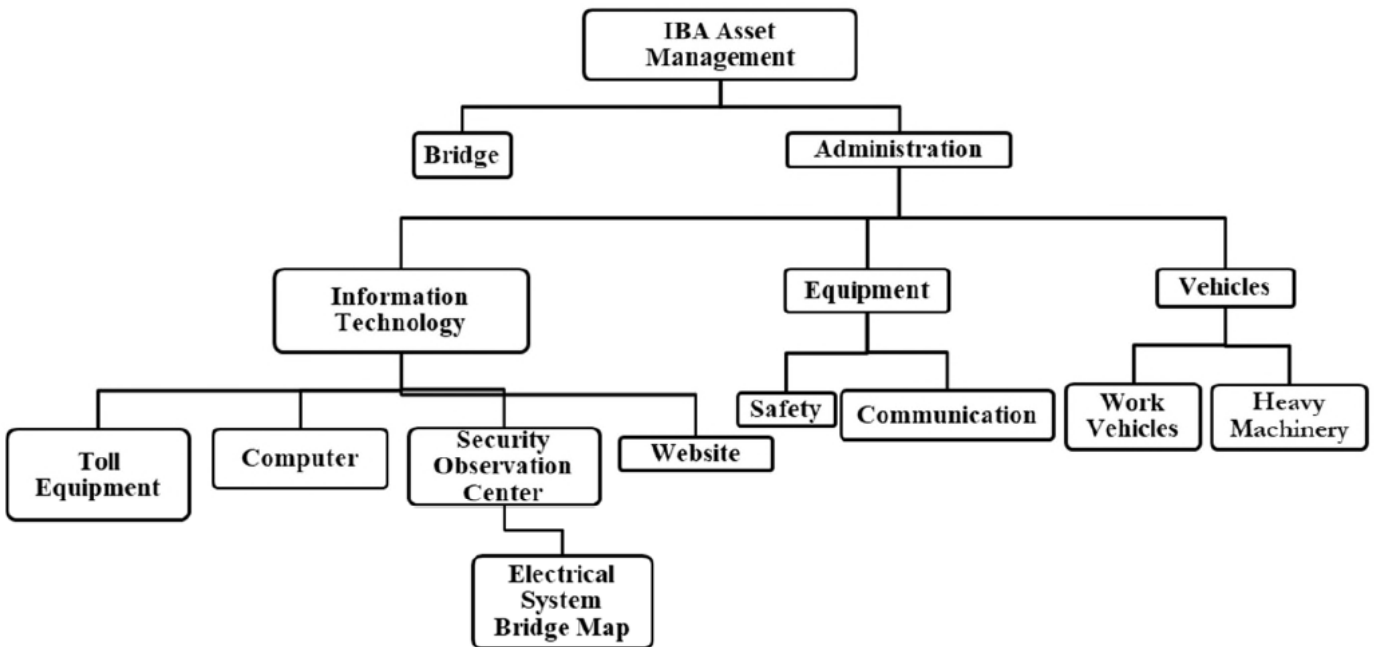 IBA Asset
Management
Bridge
Administration
Information
Technology
Equipment
Vehicles
Toll
Equipment
Computer
Security
Observation
Center
Website
Safety
Communication
Work
Vehicles
Heavy
Machinery
Electrical
System
Bridge Map